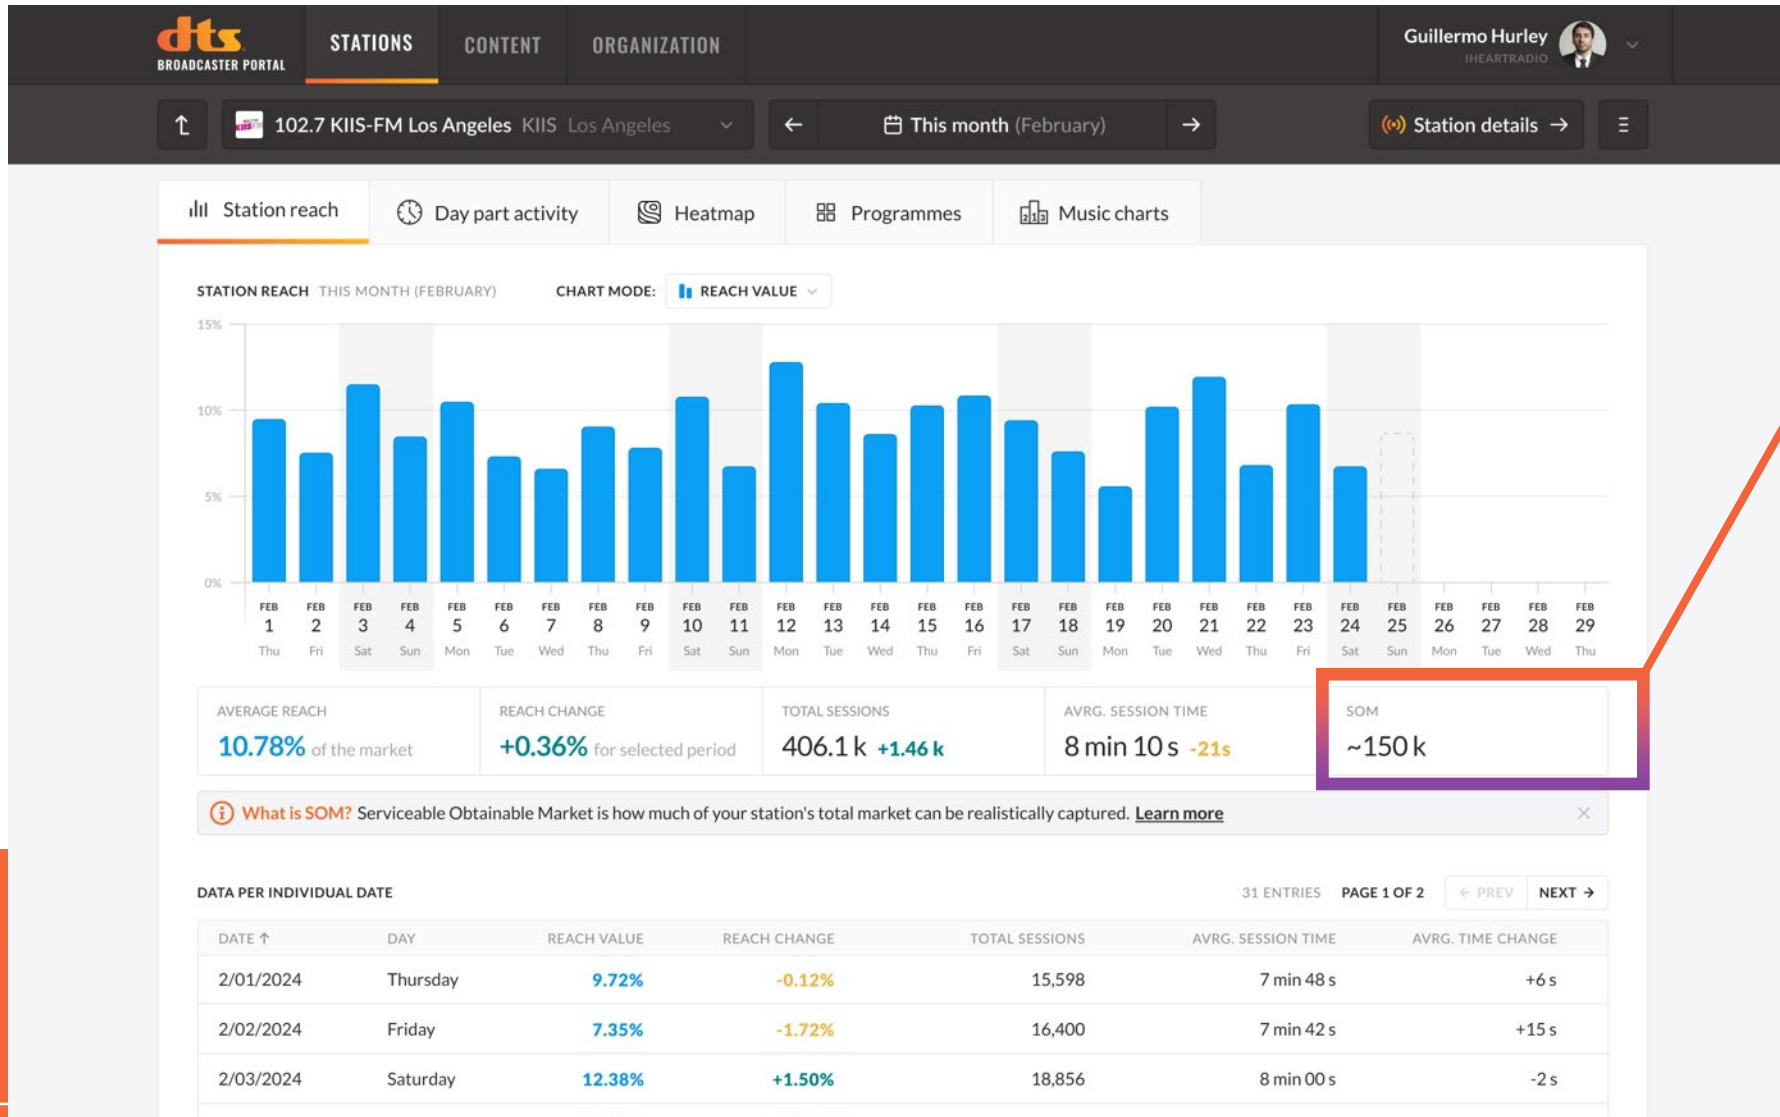 dts
BROADCASTER PORTAL
STATIONS
CONTENT
ORGANIZATION
Guillermo Hurley
IHEARTRADIO
102.7 KIIS-FM Los Angeles KIIS Los Angeles
This month (February)
Station details →
Station reach
Day part activity
Heatmap
Programmes
Music charts
STATION REACH THIS MONTH (FEBRUARY)
CHART MODE: REACH VALUE
15%
10%
5%
0%
FEB FEB FEB FEB FEB FEB FEB FEB FEB FEB FEB FEB FEB FEB FEB FEB FEB FEB FEB FEB FEB FEB FEB FEB FEB FEB FEB FEB FEB
1 2 3 4 5 6 7 8 9 10 11 12 13 14 15 16 17 18 19 20 21 22 23 24 25 26 27 28 29
Thu Fri Sat Sun Mon Tue Wed Thu Fri Sat Sun Mon Tue Wed Thu Fri Sat Sun Mon Tue Wed Thu Fri Sat Sun Mon Tue Wed Thu
AVERAGE REACH
10.78% of the market
REACH CHANGE
+0.36% for selected period
TOTAL SESSIONS
406.1 k +1.46 k
AVRG. SESSION TIME
8 min 10 s -21s
SOM
~150 k
What is SOM? Serviceable Obtainable Market is how much of your station's total market can be realistically captured. Learn more
DATA PER INDIVIDUAL DATE
31 ENTRIES PAGE 1 OF 2 ← PREV NEXT →
DATE ↑ DAY REACH VALUE REACH CHANGE TOTAL SESSIONS AVRG. SESSION TIME AVRG. TIME CHANGE
2/01/2024 Thursday 9.72% -0.12% 15,598 7 min 48 s +6 s
2/02/2024 Friday 7.35% -1.72% 16,400 7 min 42 s +15 s
2/03/2024 Saturday 12.38% +1.50% 18,856 8 min 00 s -2 s